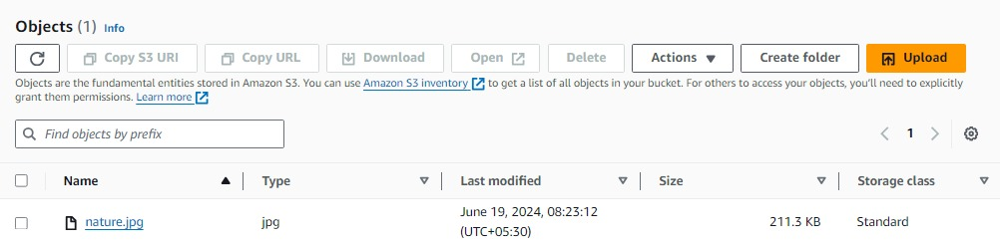 Objects (1) Info
Copy S3 URI Copy URL Download Open Delete Actions Create folder Upload
Objects are the fundamental entities stored in Amazon S3. You can use Amazon S3 inventory to get a list of all objects in your bucket. For others to access your objects, you'll need to explicitly
grant them permissions. Learn more
Find objects by prefix 1
Name Type Last modified Size Storage class
nature.jpg jpg June 19, 2024, 08:23:12 211.3 KB Standard
(UTC+05:30)